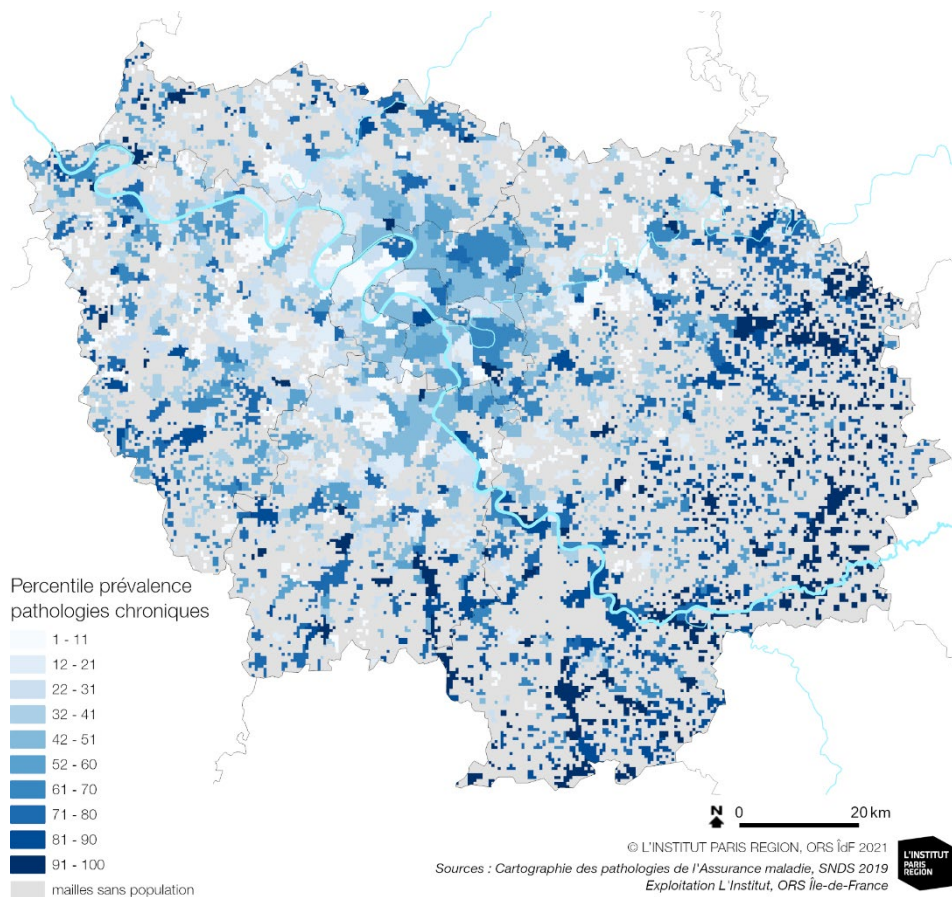 Percentile prévalence
pathologies chroniques
1 - 11
12 - 21
22 - 31
32 - 41
42 - 51
52 - 60
61 - 70
71 - 80
81 - 90
91 - 100
mailles sans population
N 0 20 km
© L'INSTITUT PARIS REGION, ORS ÎdF 2021
Sources : Cartographie des pathologies de l'Assurance maladie, SNDS 2019
Exploitation L'Institut, ORS Île-de-France
L'INSTITUT
PARIS
REGION